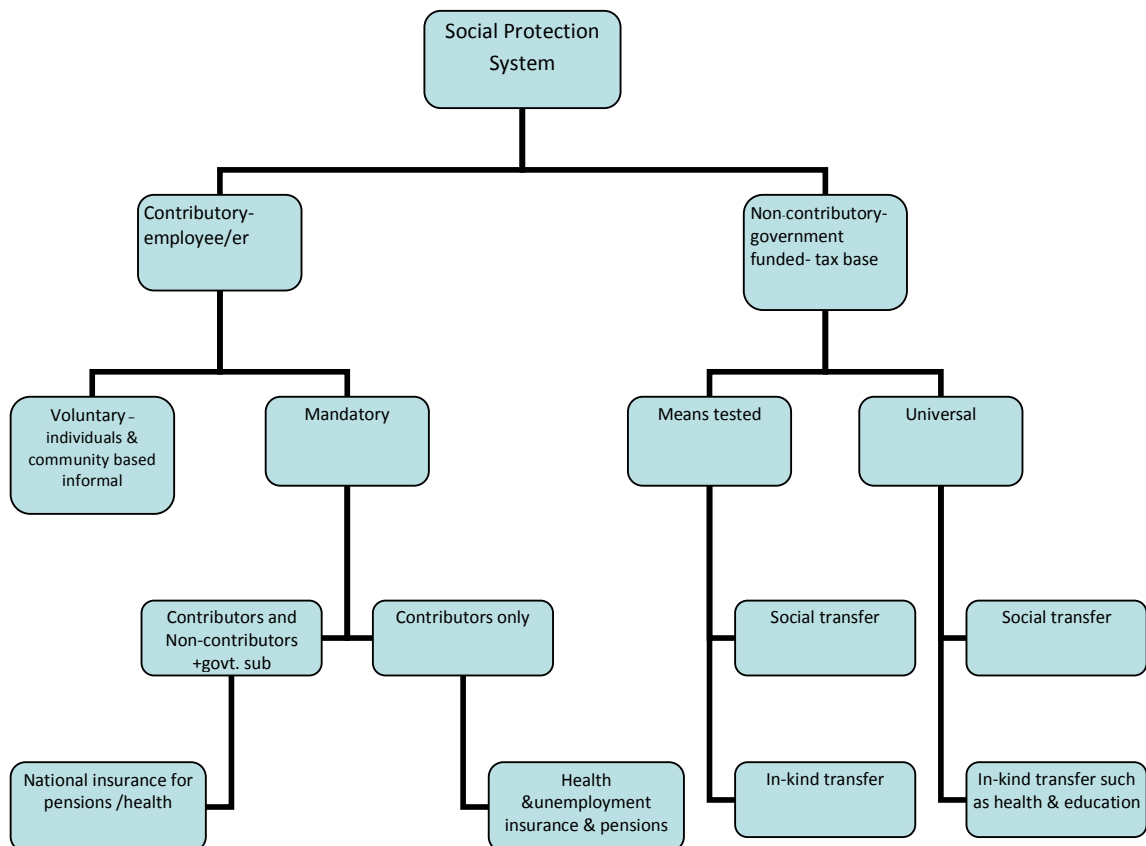 Social Protection
System
Contributory-
employee/er
Non-contributory-
government
funded- tax base
Voluntary –
individuals &
community based
informal
Mandatory
Means tested
Universal
Contributors and
Non-contributors
+govt. sub
Contributors only
Social transfer
Social transfer
National insurance for
pensions /health
Health
&unemployment
insurance & pensions
In-kind transfer
In-kind transfer such
as health & education